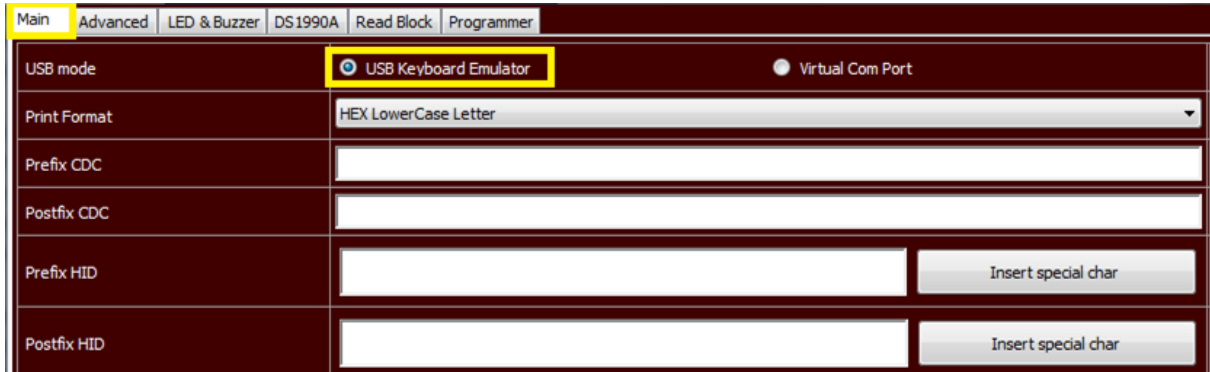 Main Advanced LED & Buzzer DS1990A Read Block Programmer
USB mode USB Keyboard Emulator Virtual Com Port
Print Format HEX LowerCase Letter
Prefix CDC
Postfix CDC
Prefix HID Insert special char
Postfix HID Insert special char